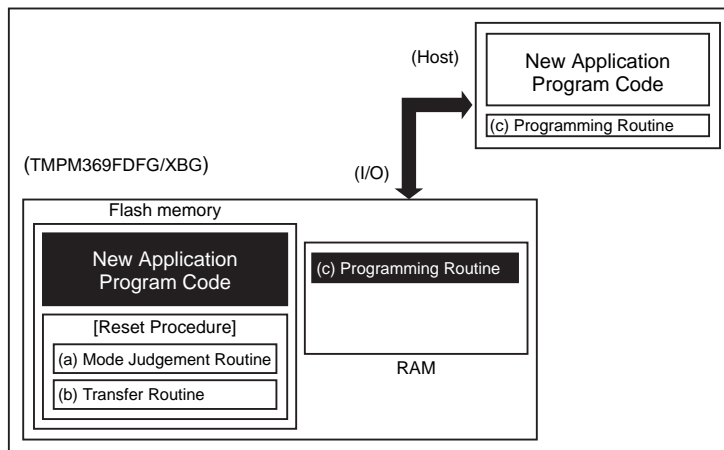 (Host)
New Application
Program Code
(c) Programming Routine
(TMPM369FDFG/XBG)
(I/O)
Flash memory
New Application
Program Code
[Reset Procedure]
(a) Mode Judgement Routine
(b) Transfer Routine
(c) Programming Routine
RAM